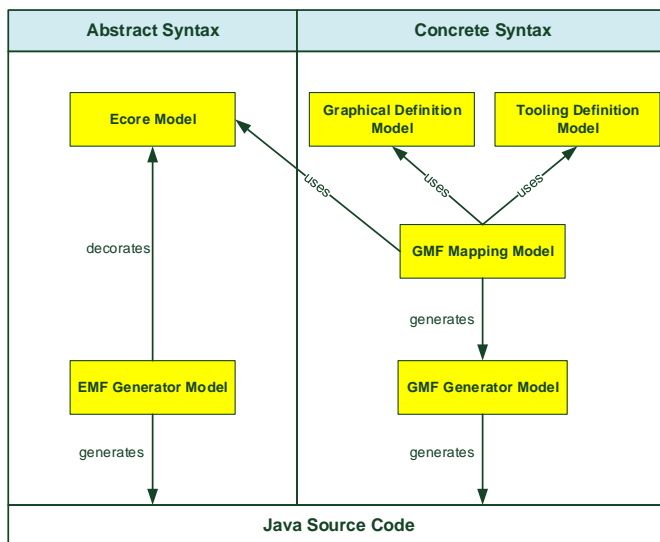 Abstract Syntax
Concrete Syntax
Ecore Model
Graphical Definition
Model
Tooling Definition
Model
uses
uses
uses
decorates
GMF Mapping Model
generates
EMF Generator Model
GMF Generator Model
generates
generates
Java Source Code